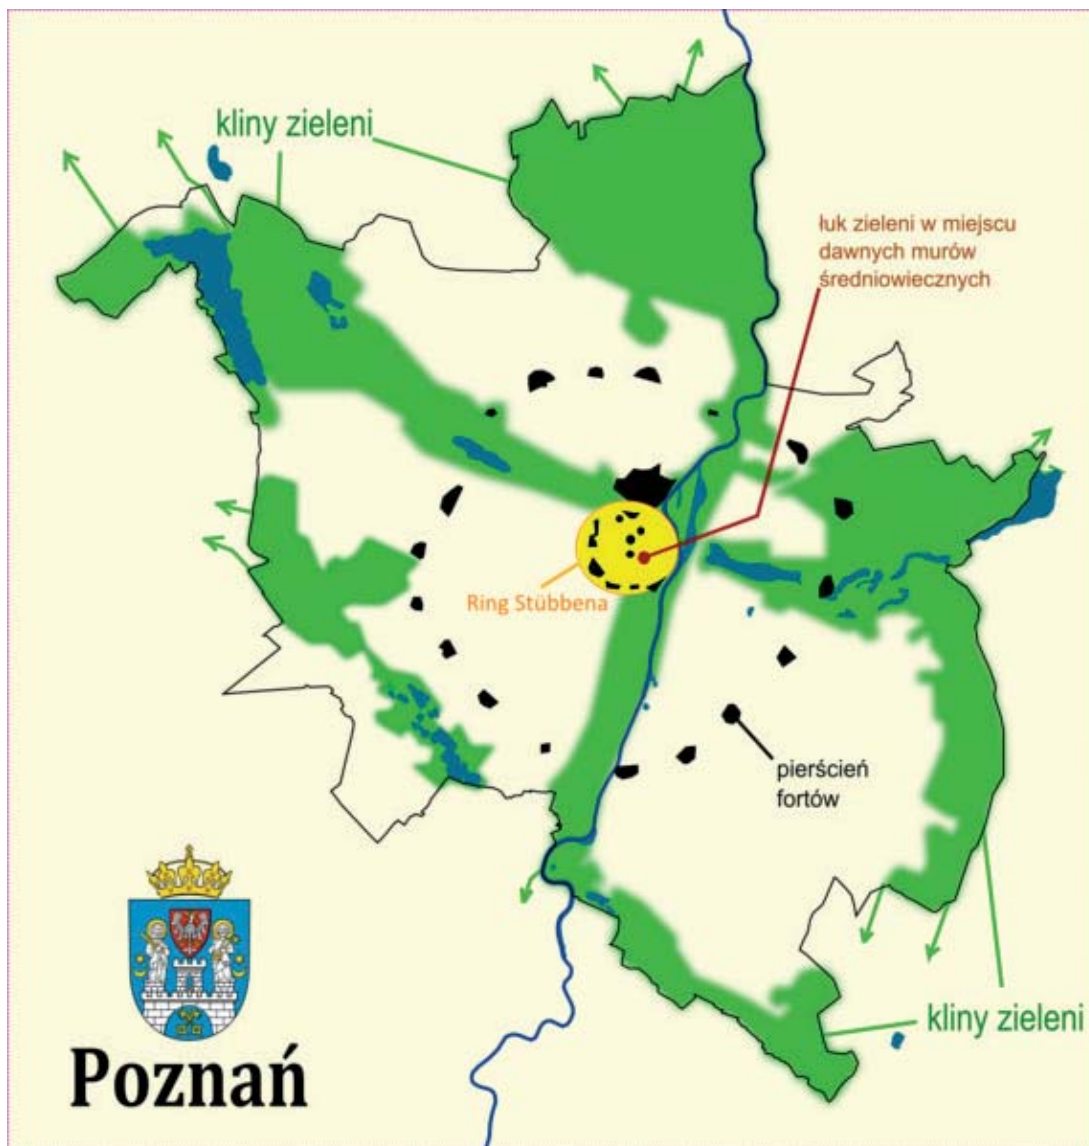 kliny zieleni
łuk zieleni w miejscu
dawnych murów
średniowiecznych
Ring Stübbena
pierścień
fortów
kliny zieleni
Poznań